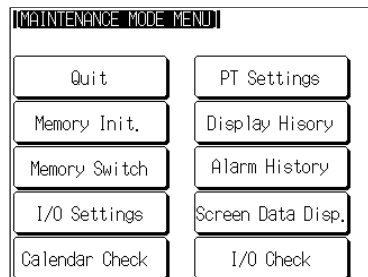 [MAINTENANCE MODE MENU]
Quit
PT Settings
Memory Init.
Display Hisory
Memory Switch
Alarm History
I/O Settings
Screen Data Disp.
Calendar Check
I/O Check